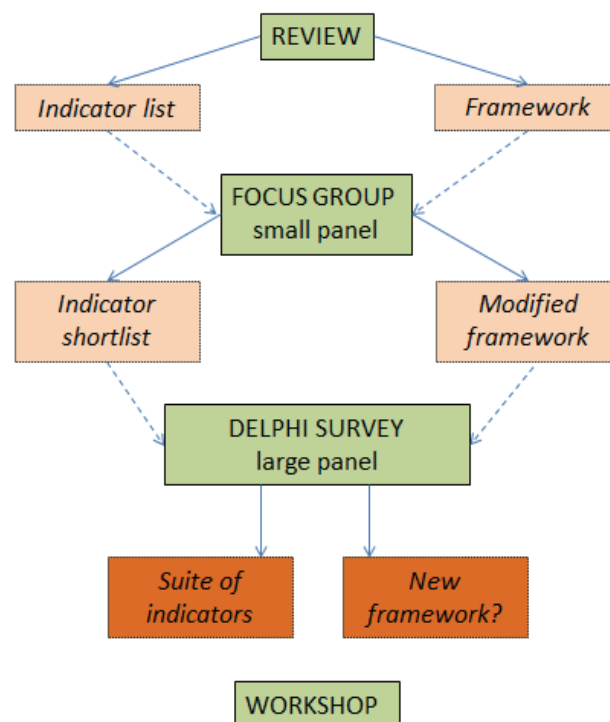 REVIEW
Indicator list
Framework
FOCUS GROUP
small panel
Indicator
shortlist
Modified
framework
DELPHI SURVEY
large panel
Suite of
indicators
New
framework?
WORKSHOP